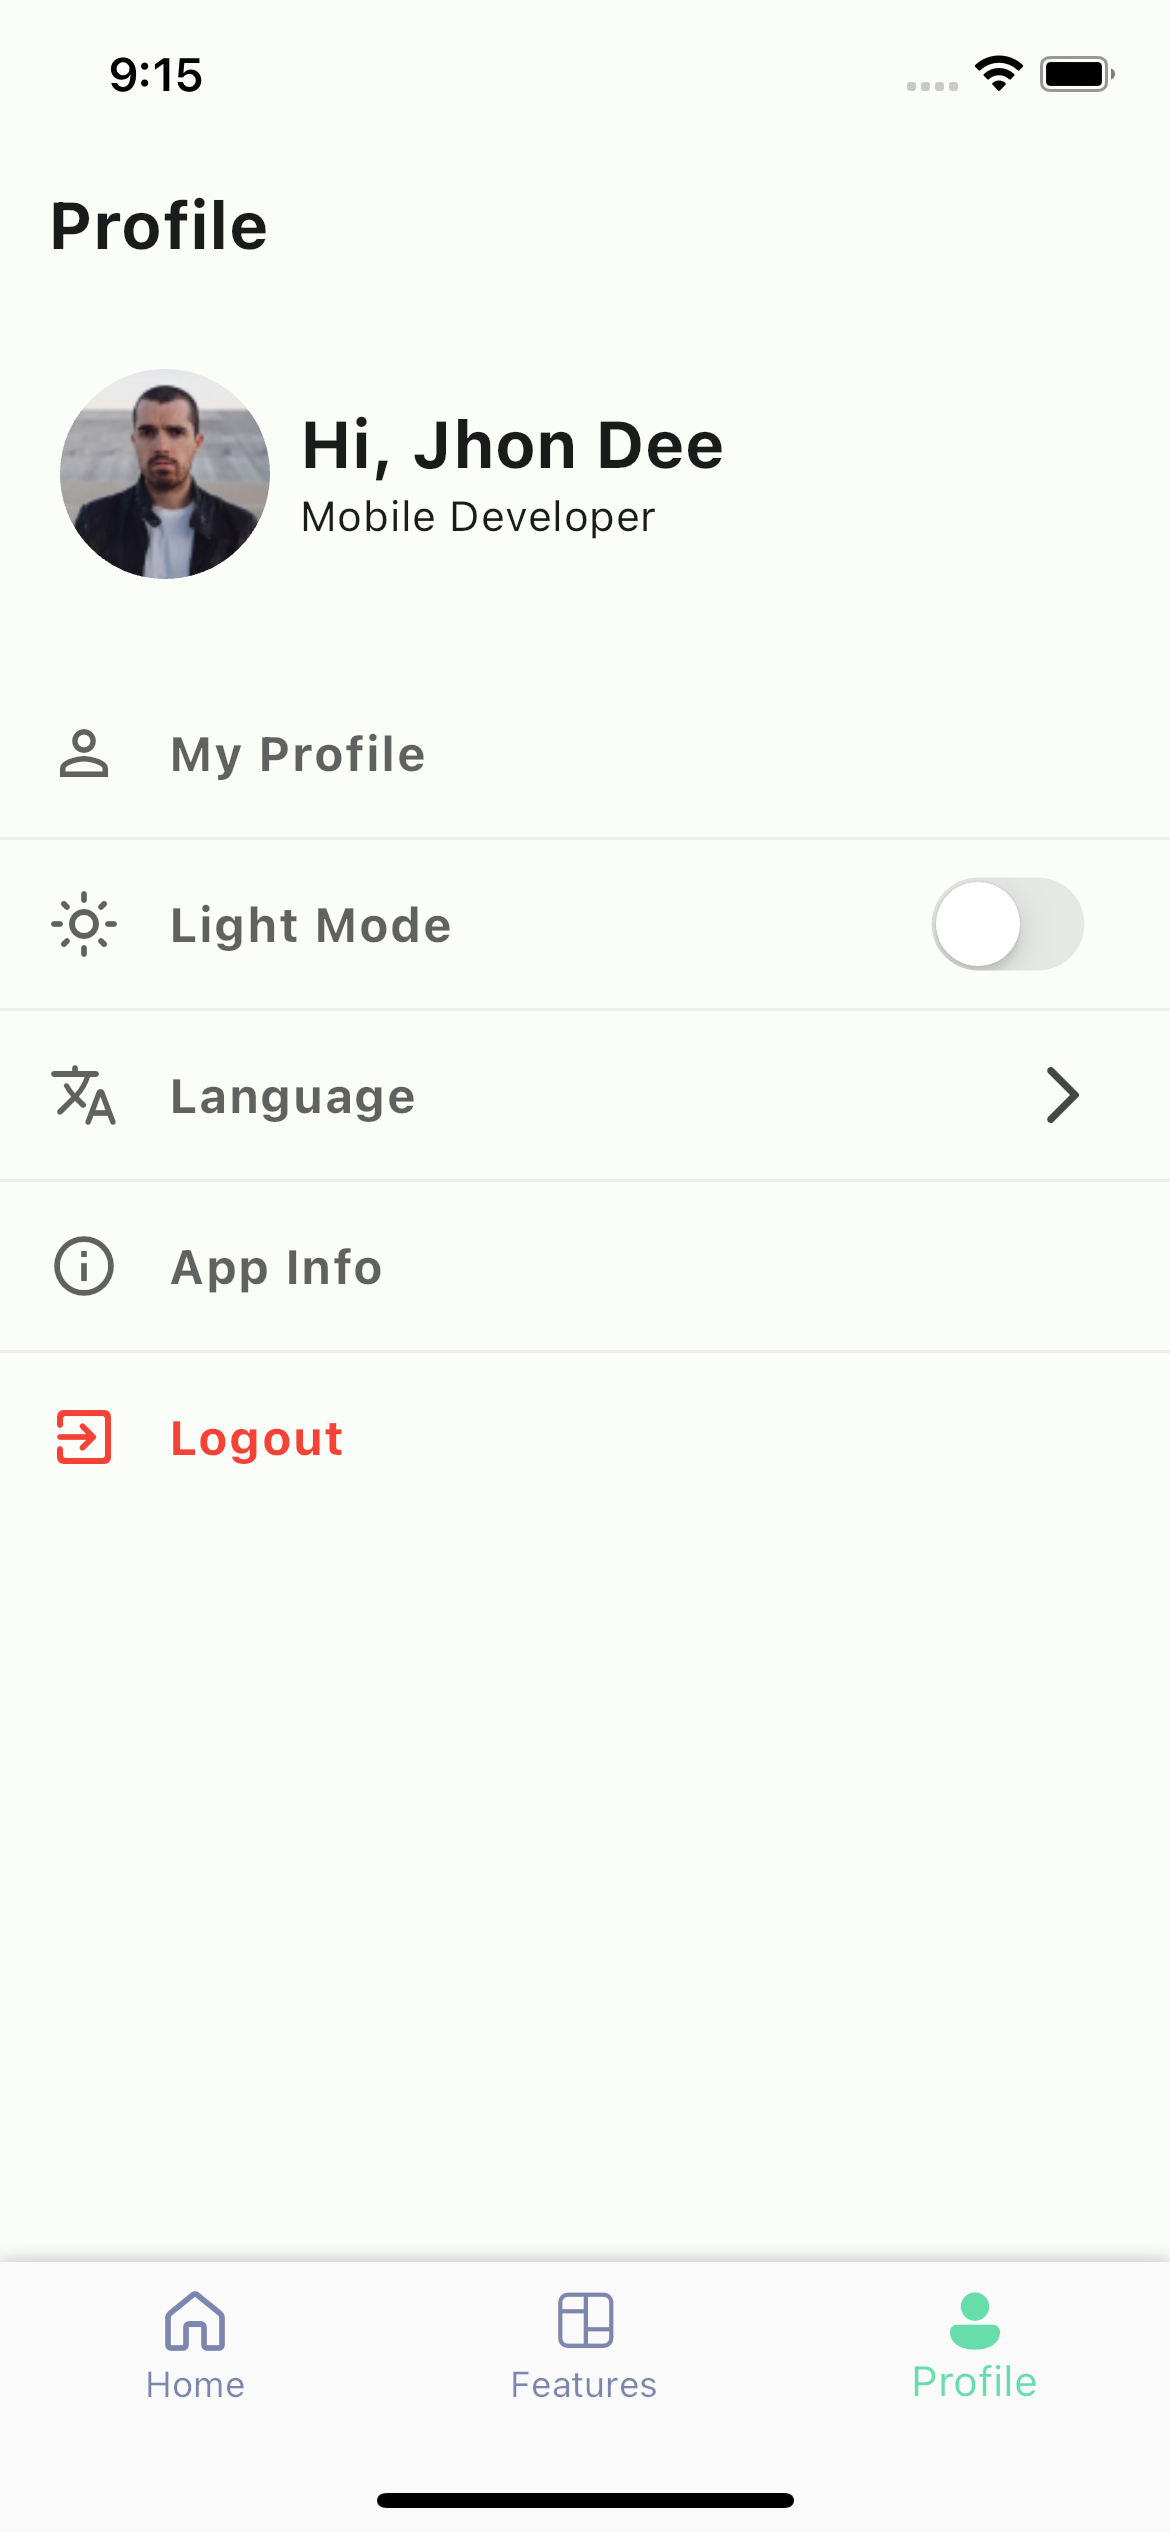 9:15
Profile
Hi, Jhon Dee
Mobile Developer
My Profile
Light Mode
Language
App Info
Logout
Home
Features
Profile